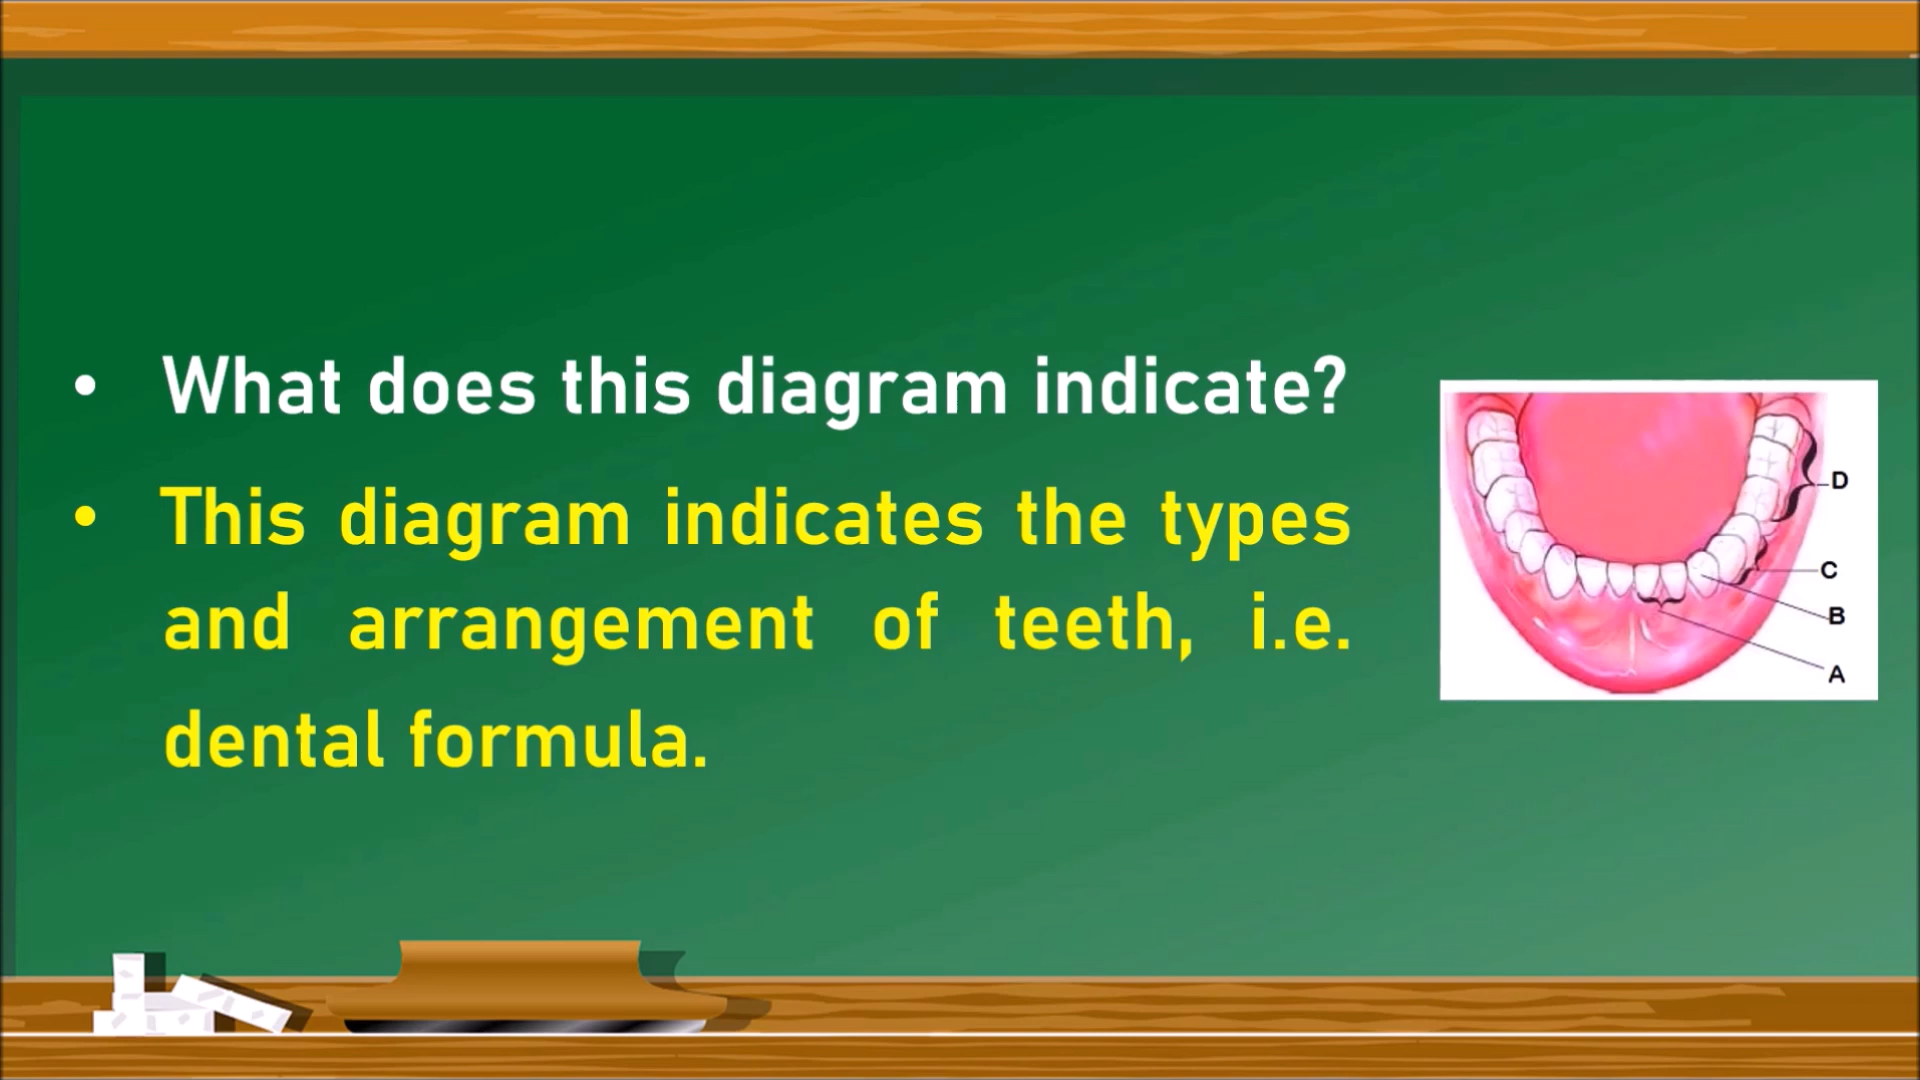 • What does this diagram indicate?
• This diagram indicates the types
and arrangement of teeth, i.e.
dental formula.
D
C
B
A